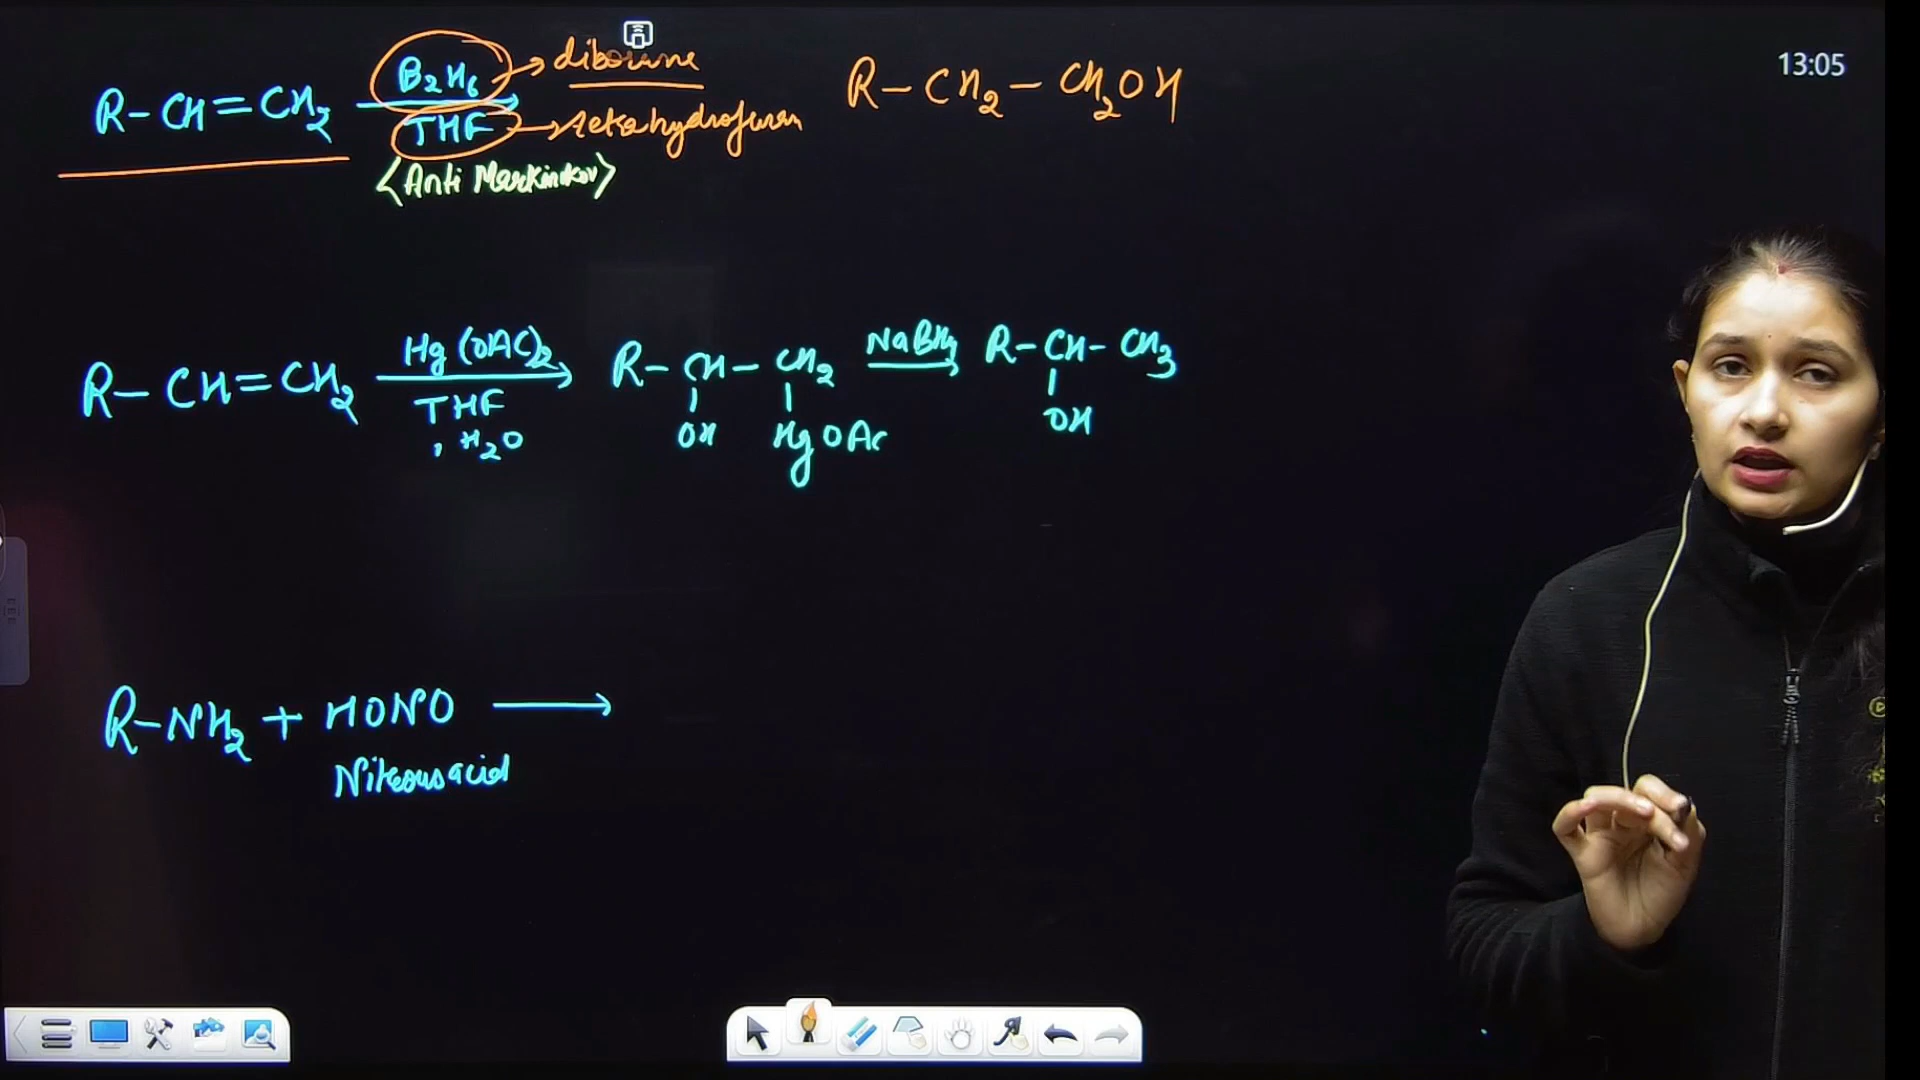 R-CH=CH₂ B₂H₆ → diborane R-CH₂-CH₂OH
THF → tetrahydrofuran
<Anti Markinikov>
13:05
R-CH=CH₂ Hg(OAC)₂ R-CH-CH₂ NaBH₄ R-CH-CH₃
THF
, H₂O OH HgOAc OH
R-NH₂ + HONO →
Nitrous acid